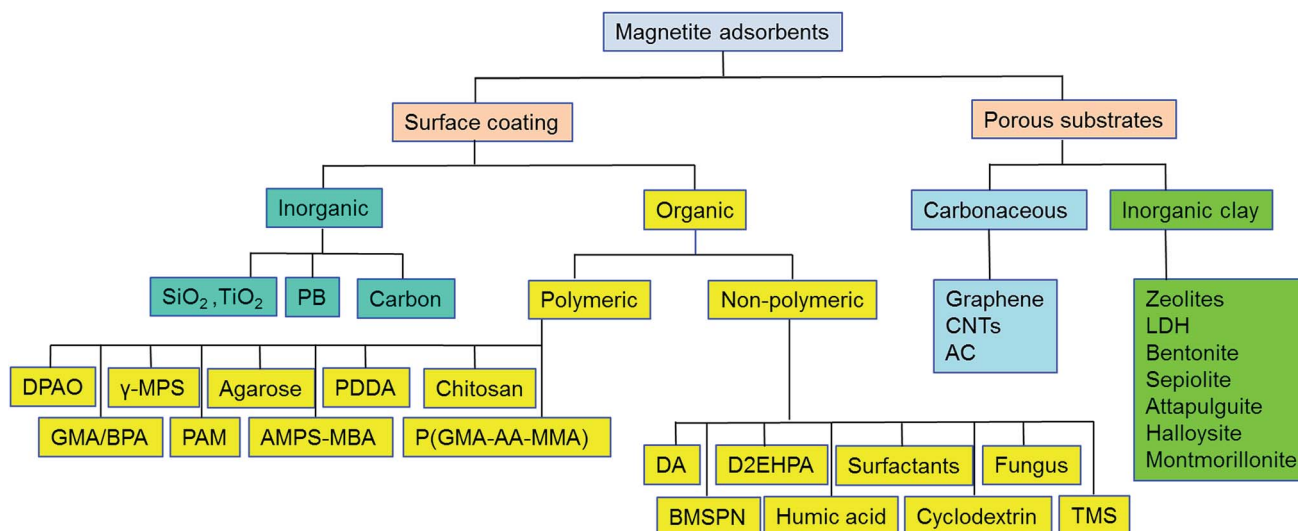 Magnetite adsorbents
Surface coating
Porous substrates
Inorganic
Organic
Carbonaceous
Inorganic clay
SiO₂ ,TiO₂
PB
Carbon
Polymeric
Non-polymeric
Graphene
CNTs
AC
Zeolites
LDH
Bentonite
Sepiolite
Attapulguite
Halloysite
Montmorillonite
DPAO
γ-MPS
Agarose
PDDA
Chitosan
GMA/BPA
PAM
AMPS-MBA
P(GMA-AA-MMA)
DA
D2EHPA
Surfactants
Fungus
BMSPN
Humic acid
Cyclodextrin
TMS